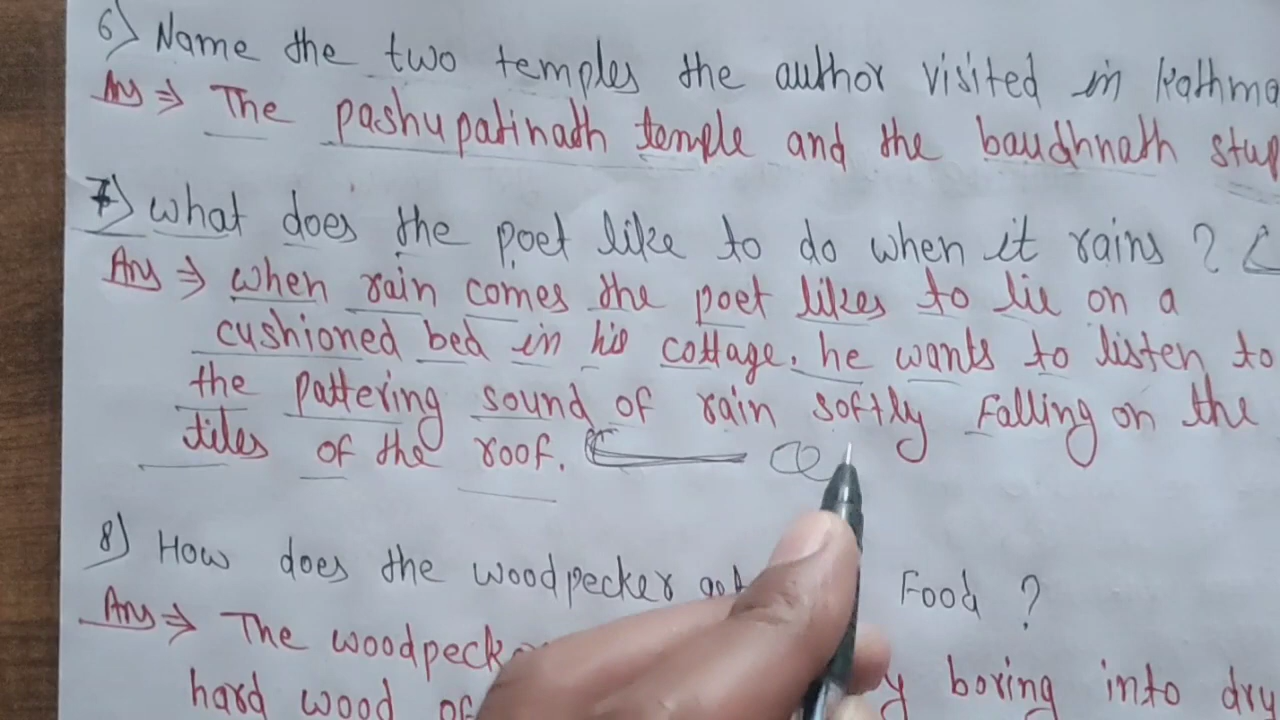 6) Name the two temples the author visited in Kathma
Ans ⇒ The pashupatinath temple and the baudhnath stup
7) What does the poet like to do when it rains ?
Ans ⇒ when rain comes the poet likes to lie on a
cushioned bed in his cottage. he wants to listen to
the pattering sound of rain softly Falling on the
tiles of the roof.
8) How does the woodpecker get Food ?
Ans ⇒ The woodpeck
hard wood of y boring into dry